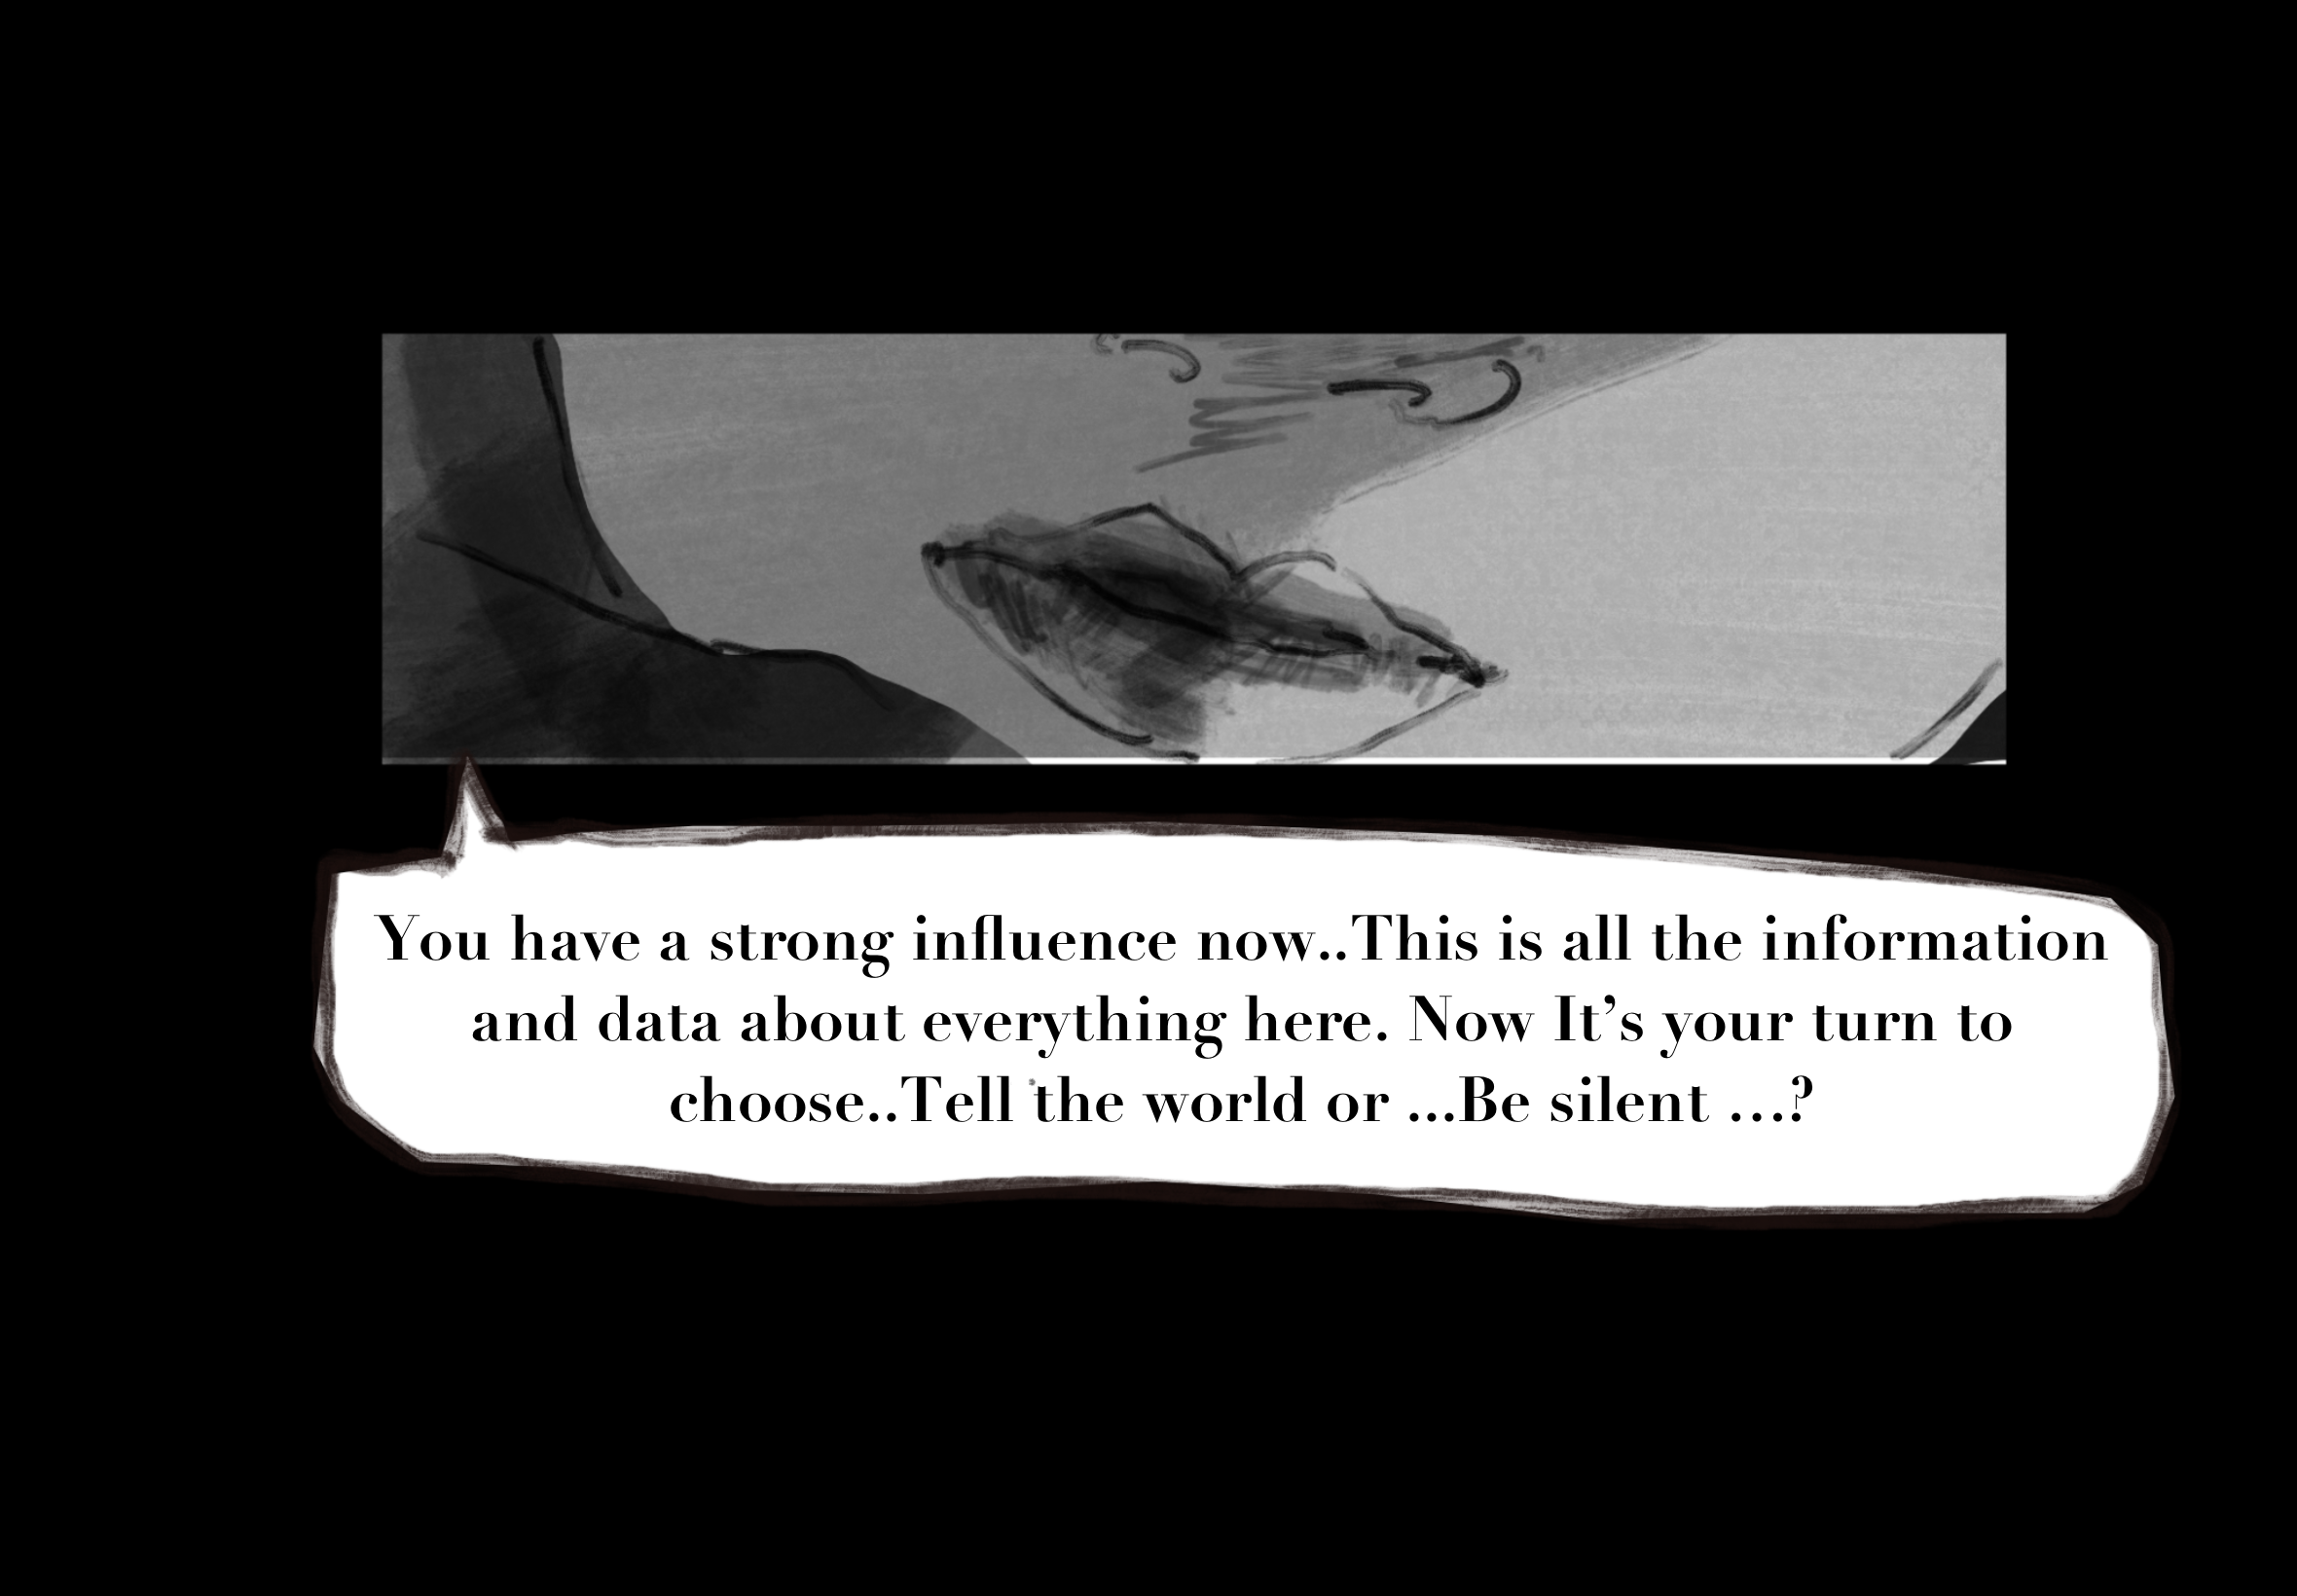 You have a strong influence now..This is all the information
and data about everything here. Now It’s your turn to
choose..Tell the world or ...Be silent ...?